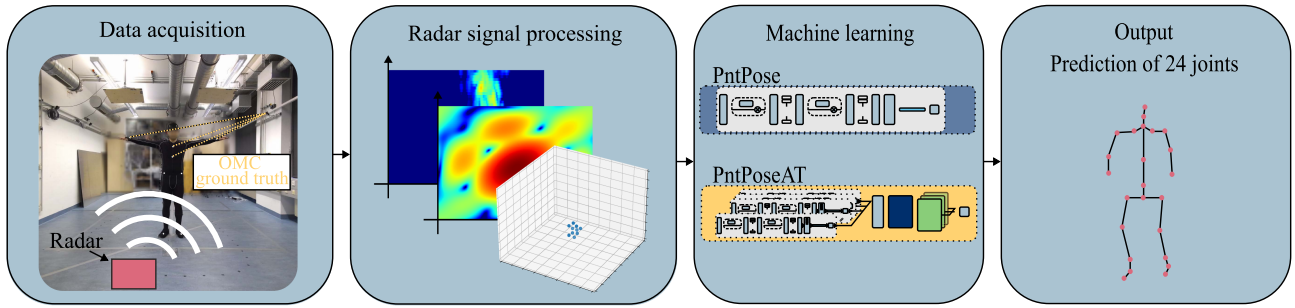 Data acquisition
OMC
ground truth
Radar
Radar signal processing
Machine learning
PntPose
PntPoseAT
Output
Prediction of 24 joints